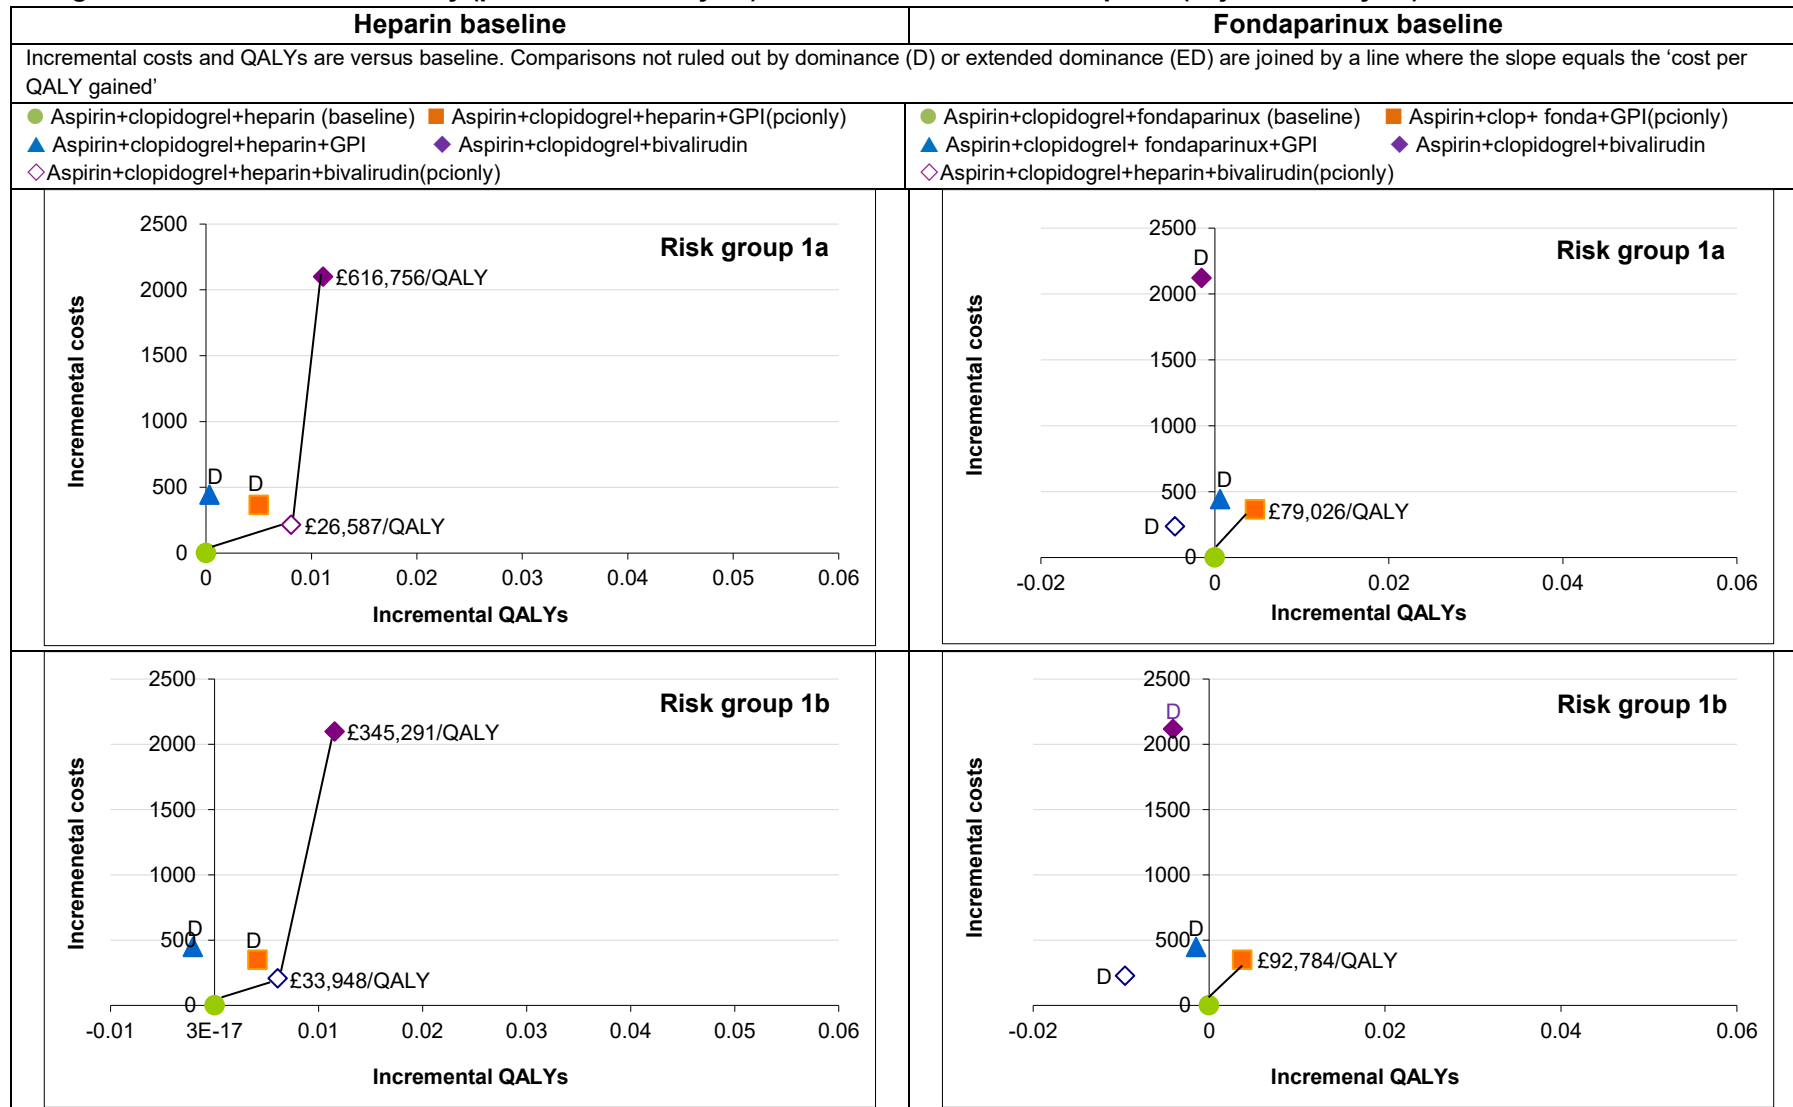 Heparin baseline
Fondaparinux baseline
Incremental costs and QALYs are versus baseline. Comparisons not ruled out by dominance (D) or extended dominance (ED) are joined by a line where the slope equals the ‘cost per
QALY gained’
Aspirin+clopidogrel+heparin (baseline) Aspirin+clopidogrel+heparin+GPI(pcionly)
Aspirin+clopidogrel+heparin+GPI Aspirin+clopidogrel+bivalirudin
Aspirin+clopidogrel+heparin+bivalirudin(pcionly)
Aspirin+clopidogrel+fondaparinux (baseline) Aspirin+clop+ fonda+GPI(pcionly)
Aspirin+clopidogrel+ fondaparinux+GPI Aspirin+clopidogrel+bivalirudin
Aspirin+clopidogrel+heparin+bivalirudin(pcionly)
Risk group 1a
Incremenetal costs
2500
2000
1500
1000
500
0
£616,756/QALY
D
D
£26,587/QALY
0 0.01 0.02 0.03 0.04 0.05 0.06
Incremental QALYs
Risk group 1a
Incremental costs
2500
2000
1500
1000
500
0
D
D
£79,026/QALY
D
-0.02 0 0.02 0.04 0.06
Incremental QALYs
Risk group 1b
Incremenetal costs
2500
2000
1500
1000
500
0
£345,291/QALY
D
D
£33,948/QALY
-0.01 3E-17 0.01 0.02 0.03 0.04 0.05 0.06
Incremental QALYs
Risk group 1b
Incremental costs
2500
2000
1500
1000
500
0
D
D
£92,784/QALY
D
-0.02 0 0.02 0.04 0.06
Incremenal QALYs